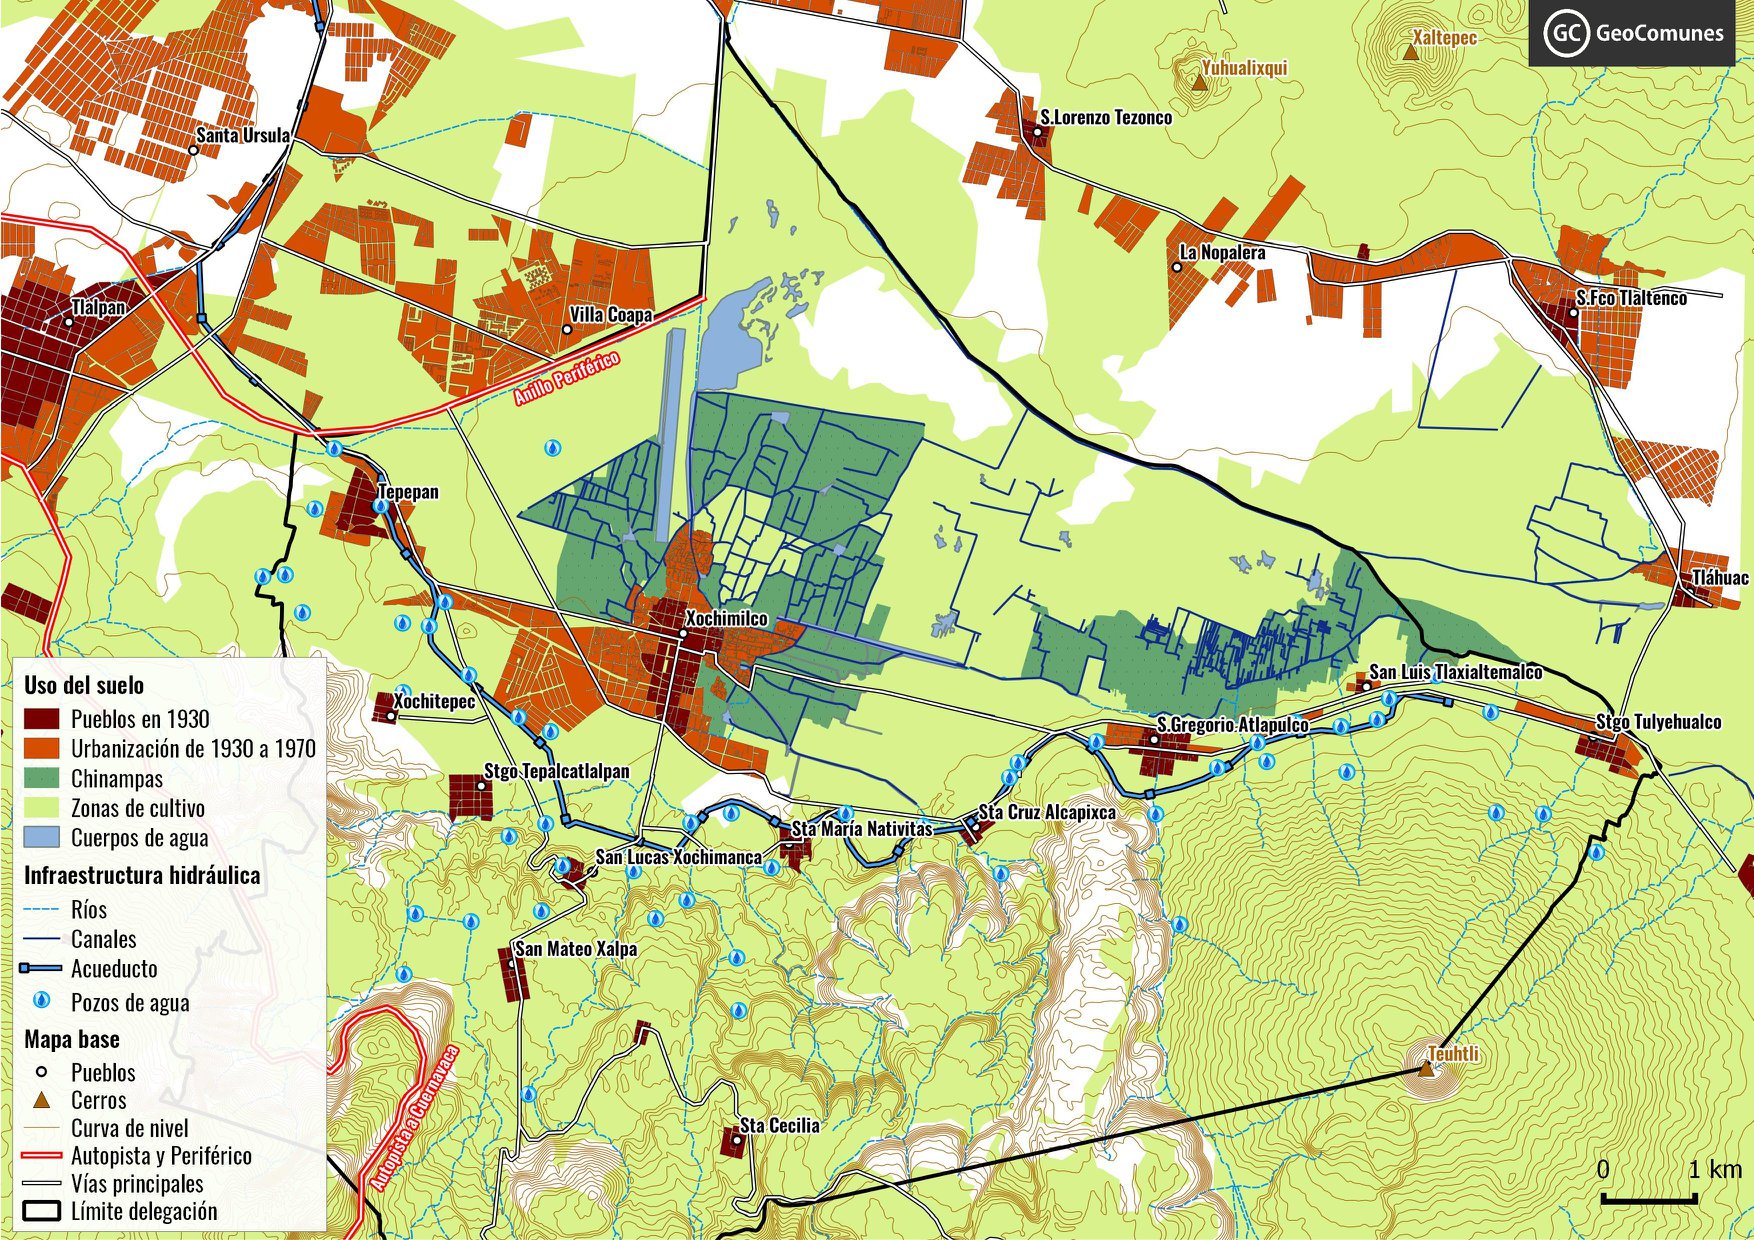 GC GeoComunes
Xaltepec
Yuhualixqui
S.Lorenzo Tezonco
Santa Ursula
La Nopalera
S.Fco Tlaltenco
Tlalpan
Villa Coapa
Anillo Periférico
Tepepan
Tláhuac
Xochimilco
San Luis Tlaxialtemalco
Xochitepec
S.Gregorio Atlapulco
Stgo Tulyehualco
Stgo Tepalcatlalpan
Sta Cruz Alcapixca
Sta María Nativitas
San Lucas Xochimanca
San Mateo Xalpa
Teuhtli
Autopista a Cuernavaca
Sta Cecilia
Uso del suelo
Pueblos en 1930
Urbanización de 1930 a 1970
Chinampas
Zonas de cultivo
Cuerpos de agua
Infraestructura hidráulica
Ríos
Canales
Acueducto
Pozos de agua
Mapa base
Pueblos
Cerros
Curva de nivel
Autopista y Periférico
Vías principales
Límite delegación
0 1 km